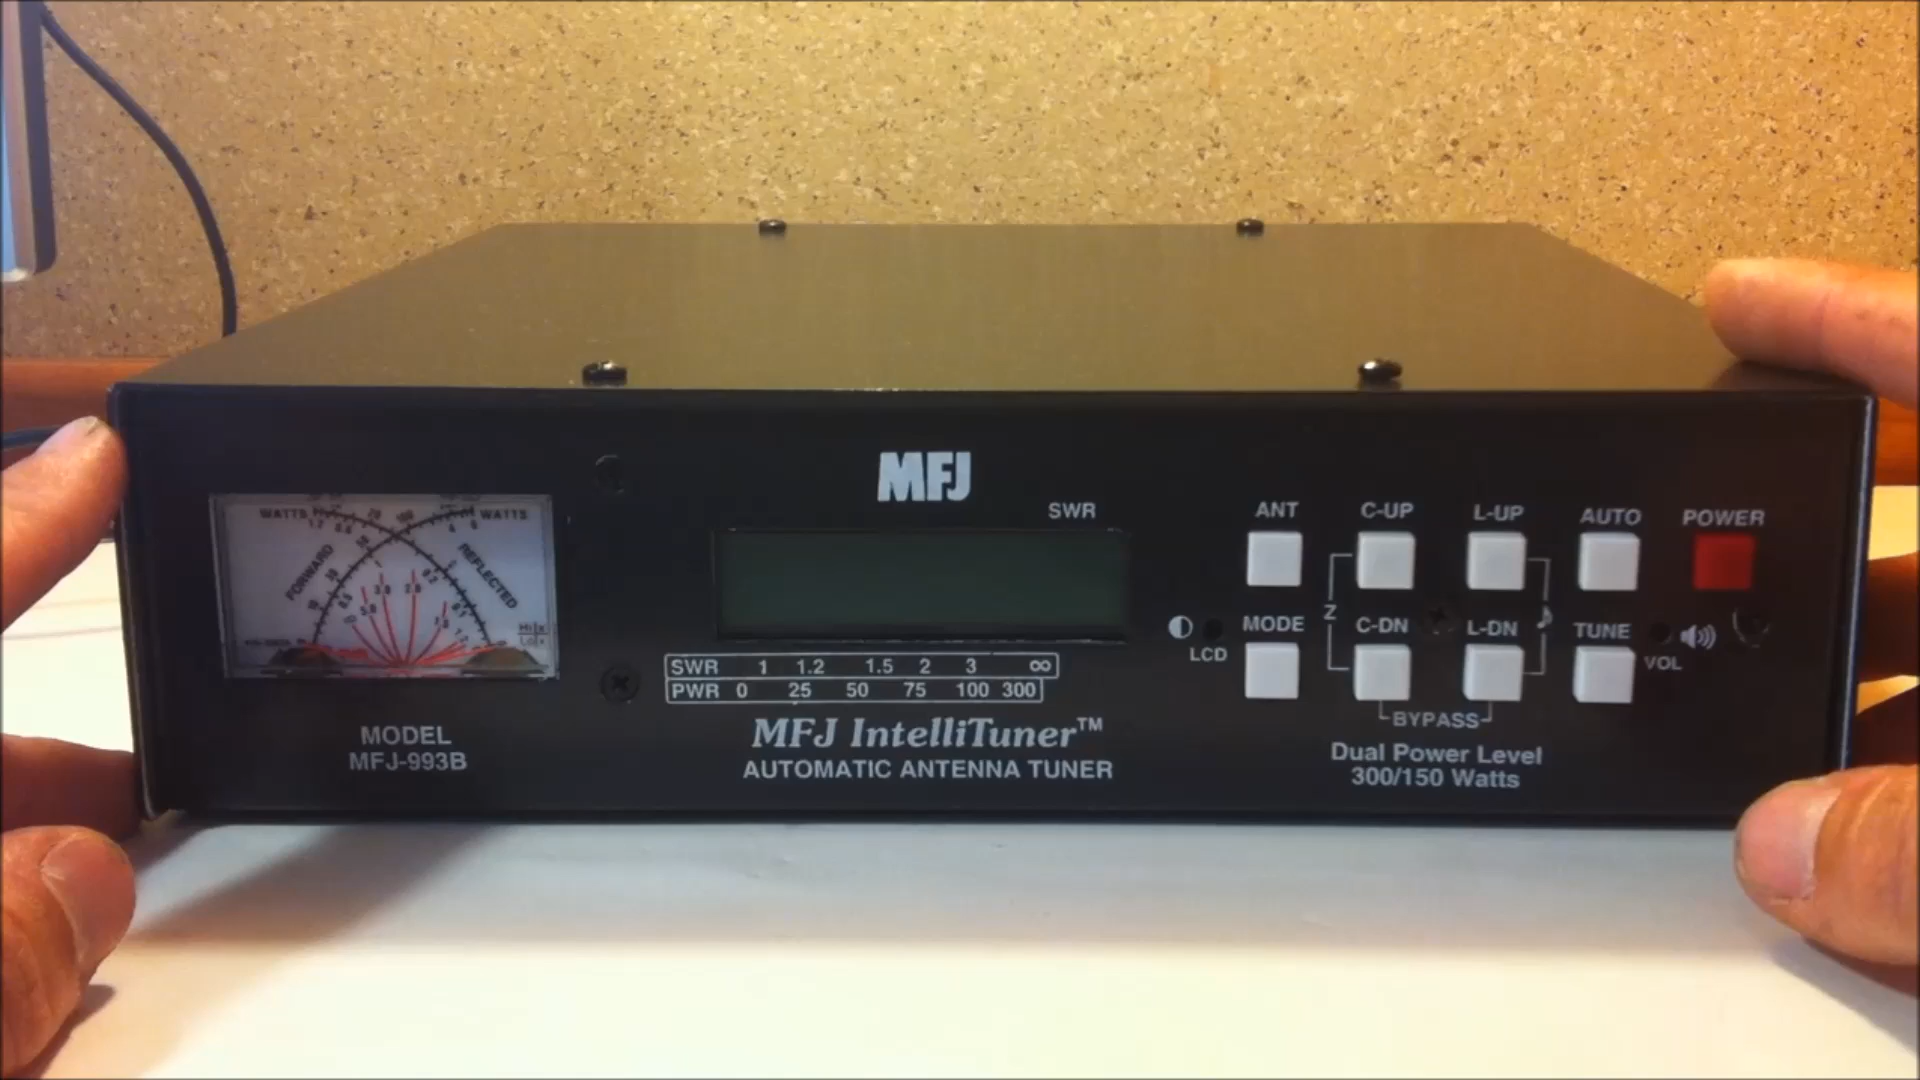 MFJ
SWR
ANT
C-UP
L-UP
AUTO
POWER
WATTS
WATTS
FORWARD
REFLECTED
Z
MODE
C-DN
L-DN
TUNE
LCD
VOL
SWR 1 1.2 1.5 2 3 ∞
PWR 0 25 50 75 100 300
BYPASS
MODEL
MFJ-993B
MFJ IntelliTuner™
AUTOMATIC ANTENNA TUNER
Dual Power Level
300/150 Watts